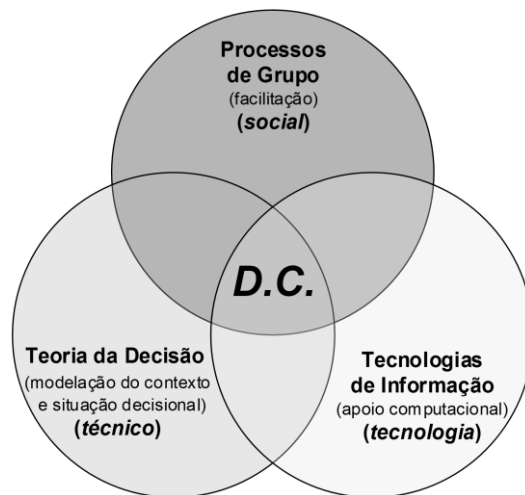 Processos
de Grupo
(facilitação)
(social)
D.C.
Teoria da Decisão
(modelação do contexto
e situação decisional)
(técnico)
Tecnologias
de Informação
(apoio computacional)
(tecnologia)